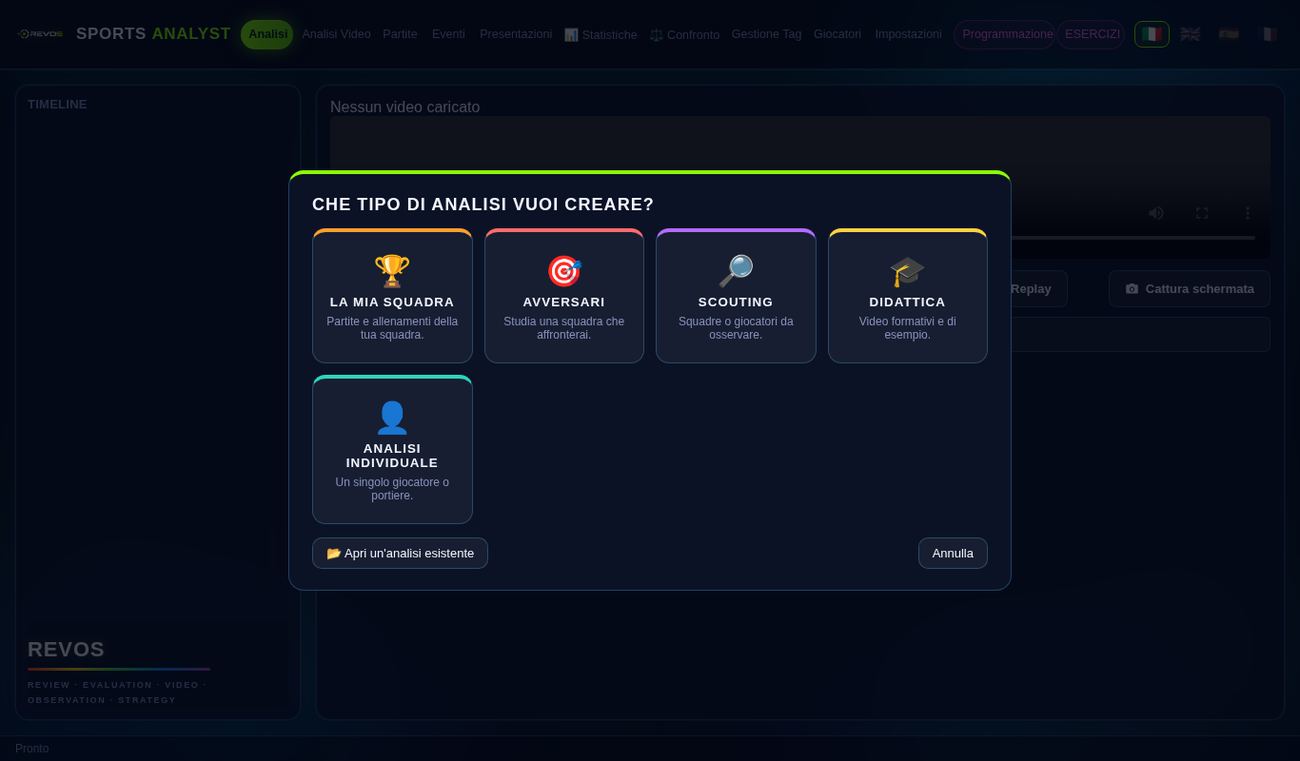 REVOS SPORTS ANALYST Analisi Analisi Video Partite Eventi Presentazioni Statistiche Confronto Gestione Tag Giocatori Impostazioni Programmazione ESERCIZI
TIMELINE
Nessun video caricato
CHE TIPO DI ANALISI VUOI CREARE?
LA MIA SQUADRA
Partite e allenamenti della
tua squadra.
AVVERSARI
Studia una squadra che
affronterai.
SCOUTING
Squadre o giocatori da
osservare.
DIDATTICA
Video formativi e di
esempio.
Replay
Cattura schermata
ANALISI
INDIVIDUALE
Un singolo giocatore o
portiere.
Apri un'analisi esistente
Annulla
REVOS
REVIEW · EVALUATION · VIDEO ·
OBSERVATION · STRATEGY
Pronto